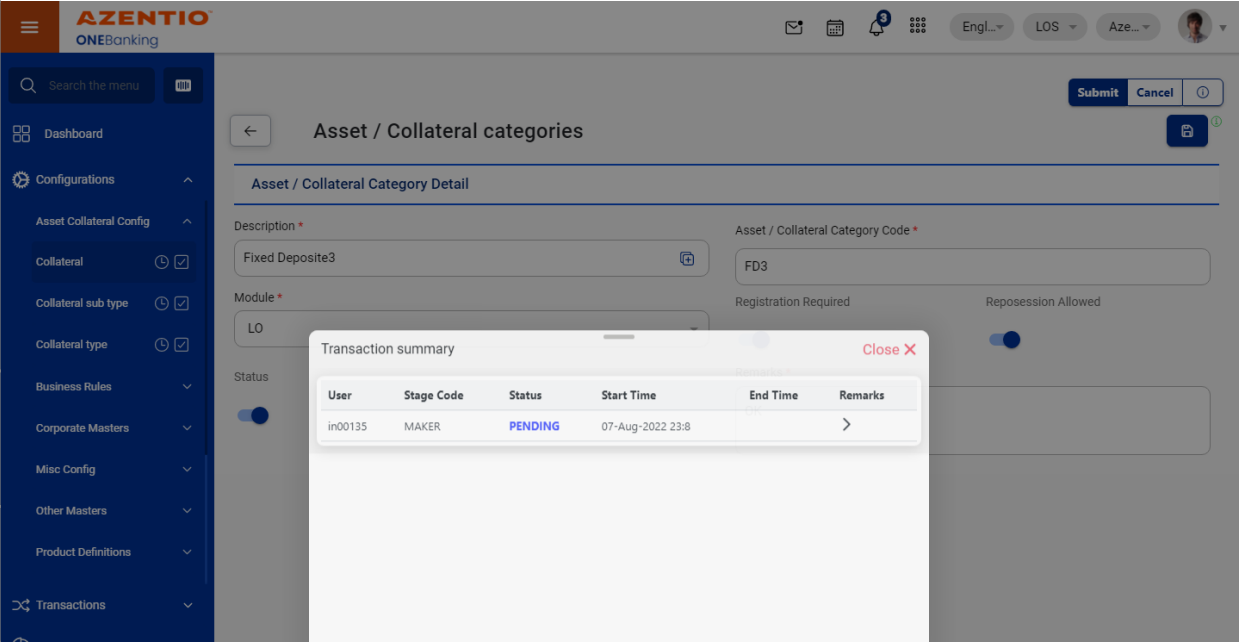 AZENTIO
ONEBanking
3
Engl...
LOS
Aze...
Search the menu
Submit
Cancel
Dashboard
Asset / Collateral categories
Configurations
Asset / Collateral Category Detail
Asset Collateral Config
Description *
Asset / Collateral Category Code *
Collateral
Fixed Deposite3
FD3
Collateral sub type
Module *
Registration Required
Reposession Allowed
LO
Collateral type
Transaction summary
Close
Status
Remarks *
Business Rules
User
Stage Code
Status
Start Time
End Time
Remarks
OK
in00135
MAKER
PENDING
07-Aug-2022 23:8
Corporate Masters
Misc Config
Other Masters
Product Definitions
Transactions